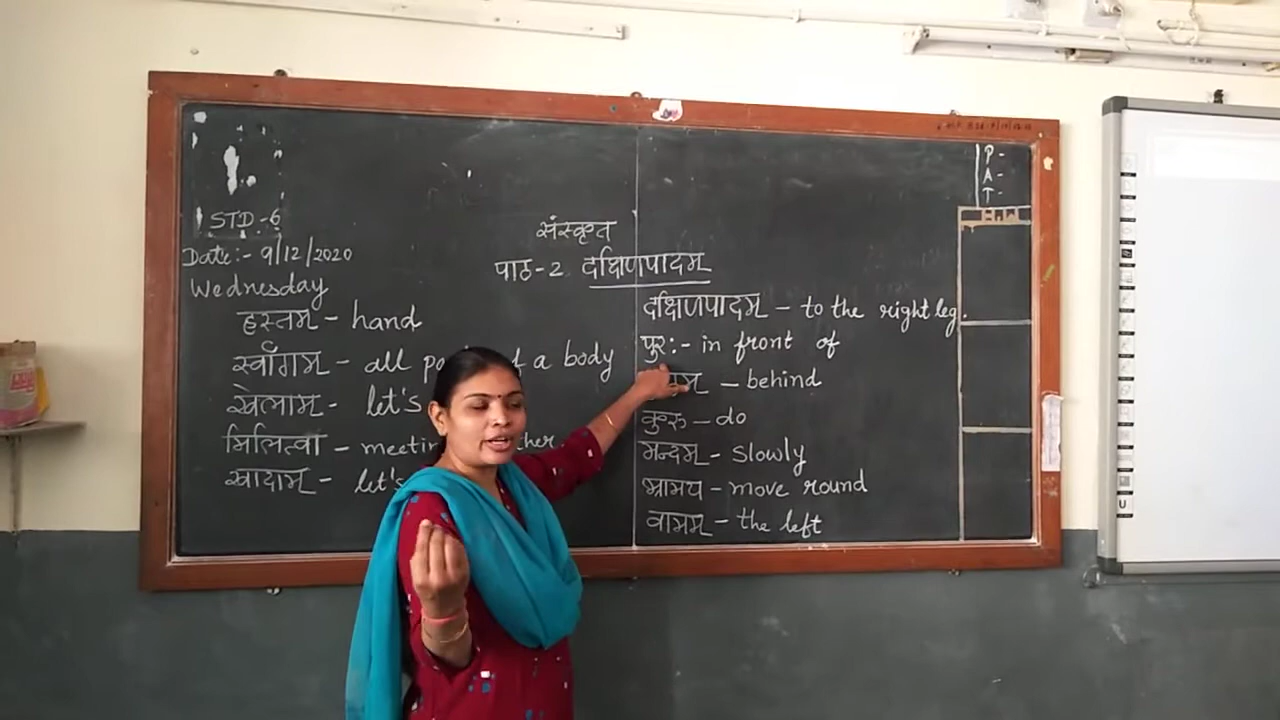 STD-6
Date:- 9/12/2020
Wednesday
संस्कृत
पाठ-2 दक्षिणपादम्
हस्तम् - hand
स्वाँगम् - all of a body
खेलाम - let's
मिलित्वा - meeting
खादाम - let's
दक्षिणपादम् - to the right leg.
पुर:- in front of
- behind
कुरु - do
मन्दम् - slowly
भ्रामय - move round
वामम् - the left
P-
A-
T-
H.W
U